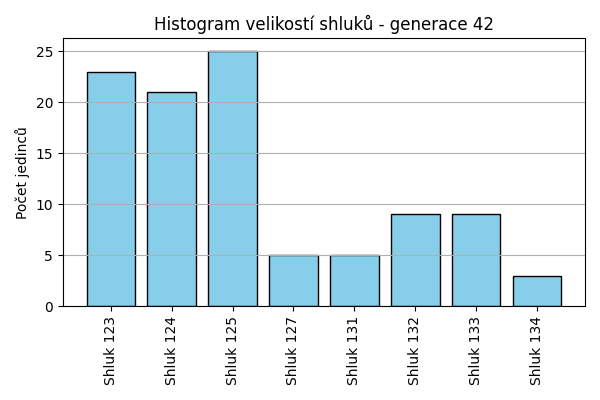 Histogram velikostí shluků - generace 42
Počet jedinců
25
20
15
10
5
0
Shluk 123
Shluk 124
Shluk 125
Shluk 127
Shluk 131
Shluk 132
Shluk 133
Shluk 134